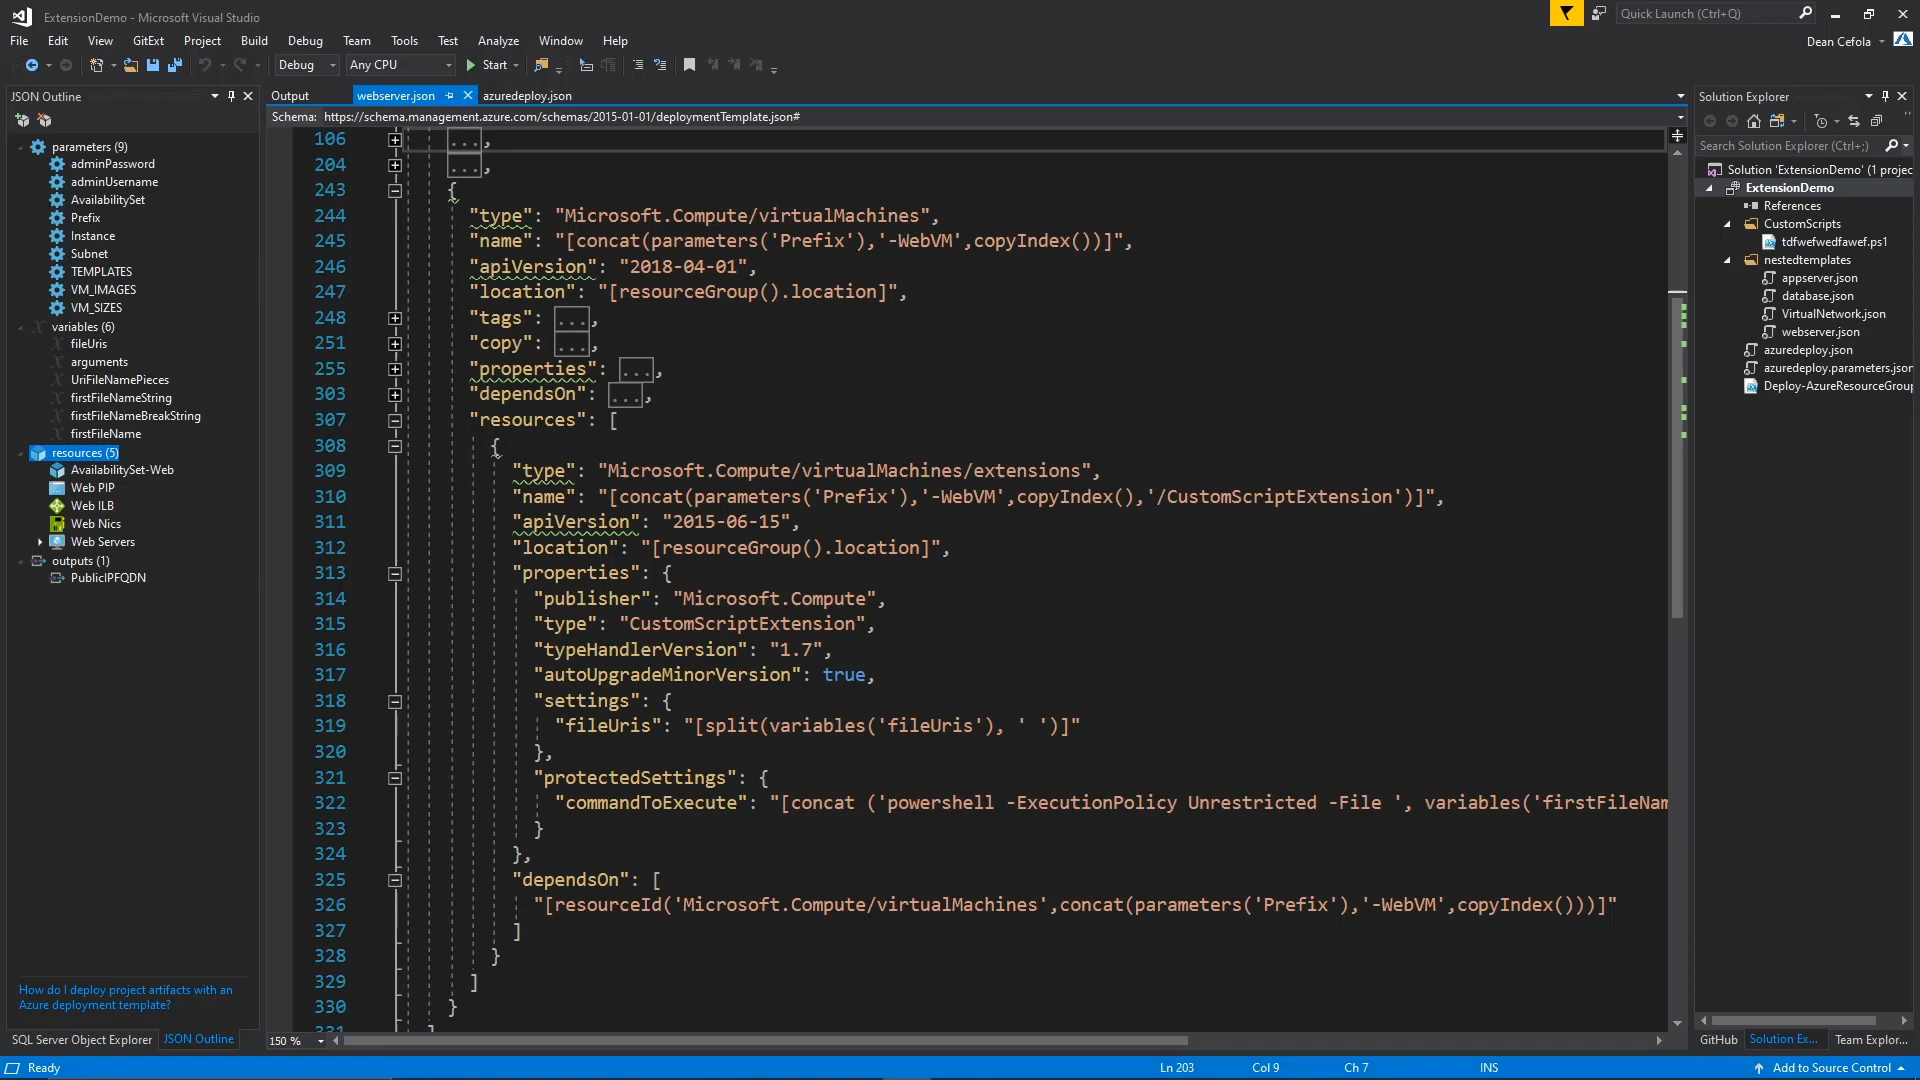 ExtensionDemo - Microsoft Visual Studio
Quick Launch (Ctrl+Q)
File Edit View GitExt Project Build Debug Team Tools Test Analyze Window Help
Dean Cefola
Debug Any CPU Start
JSON Outline
Output webserver.json azuredeploy.json
Schema: https://schema.management.azure.com/schemas/2015-01-01/deploymentTemplate.json#
parameters (9)
adminPassword
adminUsername
AvailabilitySet
Prefix
Instance
Subnet
TEMPLATES
VM_IMAGES
VM_SIZES
variables (6)
fileUris
arguments
UriFileNamePieces
firstFileNameString
firstFileNameBreakString
firstFileName
resources (5)
AvailabilitySet-Web
Web PIP
Web ILB
Web Nics
Web Servers
outputs (1)
PublicIPFQDN
How do I deploy project artifacts with an
Azure deployment template?
SQL Server Object Explorer JSON Outline
106 ...,
204 ...,
243 {
244 "type": "Microsoft.Compute/virtualMachines",
245 "name": "[concat(parameters('Prefix'),'-WebVM',copyIndex())]",
246 "apiVersion": "2018-04-01",
247 "location": "[resourceGroup().location]",
248 "tags": ...,
251 "copy": ...,
255 "properties": ...,
303 "dependsOn": ...,
307 "resources": [
308 {
309 "type": "Microsoft.Compute/virtualMachines/extensions",
310 "name": "[concat(parameters('Prefix'),'-WebVM',copyIndex(),'/CustomScriptExtension')]",
311 "apiVersion": "2015-06-15",
312 "location": "[resourceGroup().location]",
313 "properties": {
314 "publisher": "Microsoft.Compute",
315 "type": "CustomScriptExtension",
316 "typeHandlerVersion": "1.7",
317 "autoUpgradeMinorVersion": true,
318 "settings": {
319 "fileUris": "[split(variables('fileUris'), ' ')]"
320 },
321 "protectedSettings": {
322 "commandToExecute": "[concat ('powershell -ExecutionPolicy Unrestricted -File ', variables('firstFileNam
323 }
324 },
325 "dependsOn": [
326 "[resourceId('Microsoft.Compute/virtualMachines',concat(parameters('Prefix'),'-WebVM',copyIndex()))]"
327 ]
328 }
329 ]
330 }
331 ]
150 %
Solution Explorer
Search Solution Explorer (Ctrl+;)
Solution 'ExtensionDemo' (1 projec
ExtensionDemo
References
CustomScripts
tdfwefwedfawef.ps1
nestedtemplates
appserver.json
database.json
VirtualNetwork.json
webserver.json
azuredeploy.json
azuredeploy.parameters.json
Deploy-AzureResourceGroup
GitHub Solution Ex... Team Explor...
Ready Ln 203 Col 9 Ch 7 INS Add to Source Control